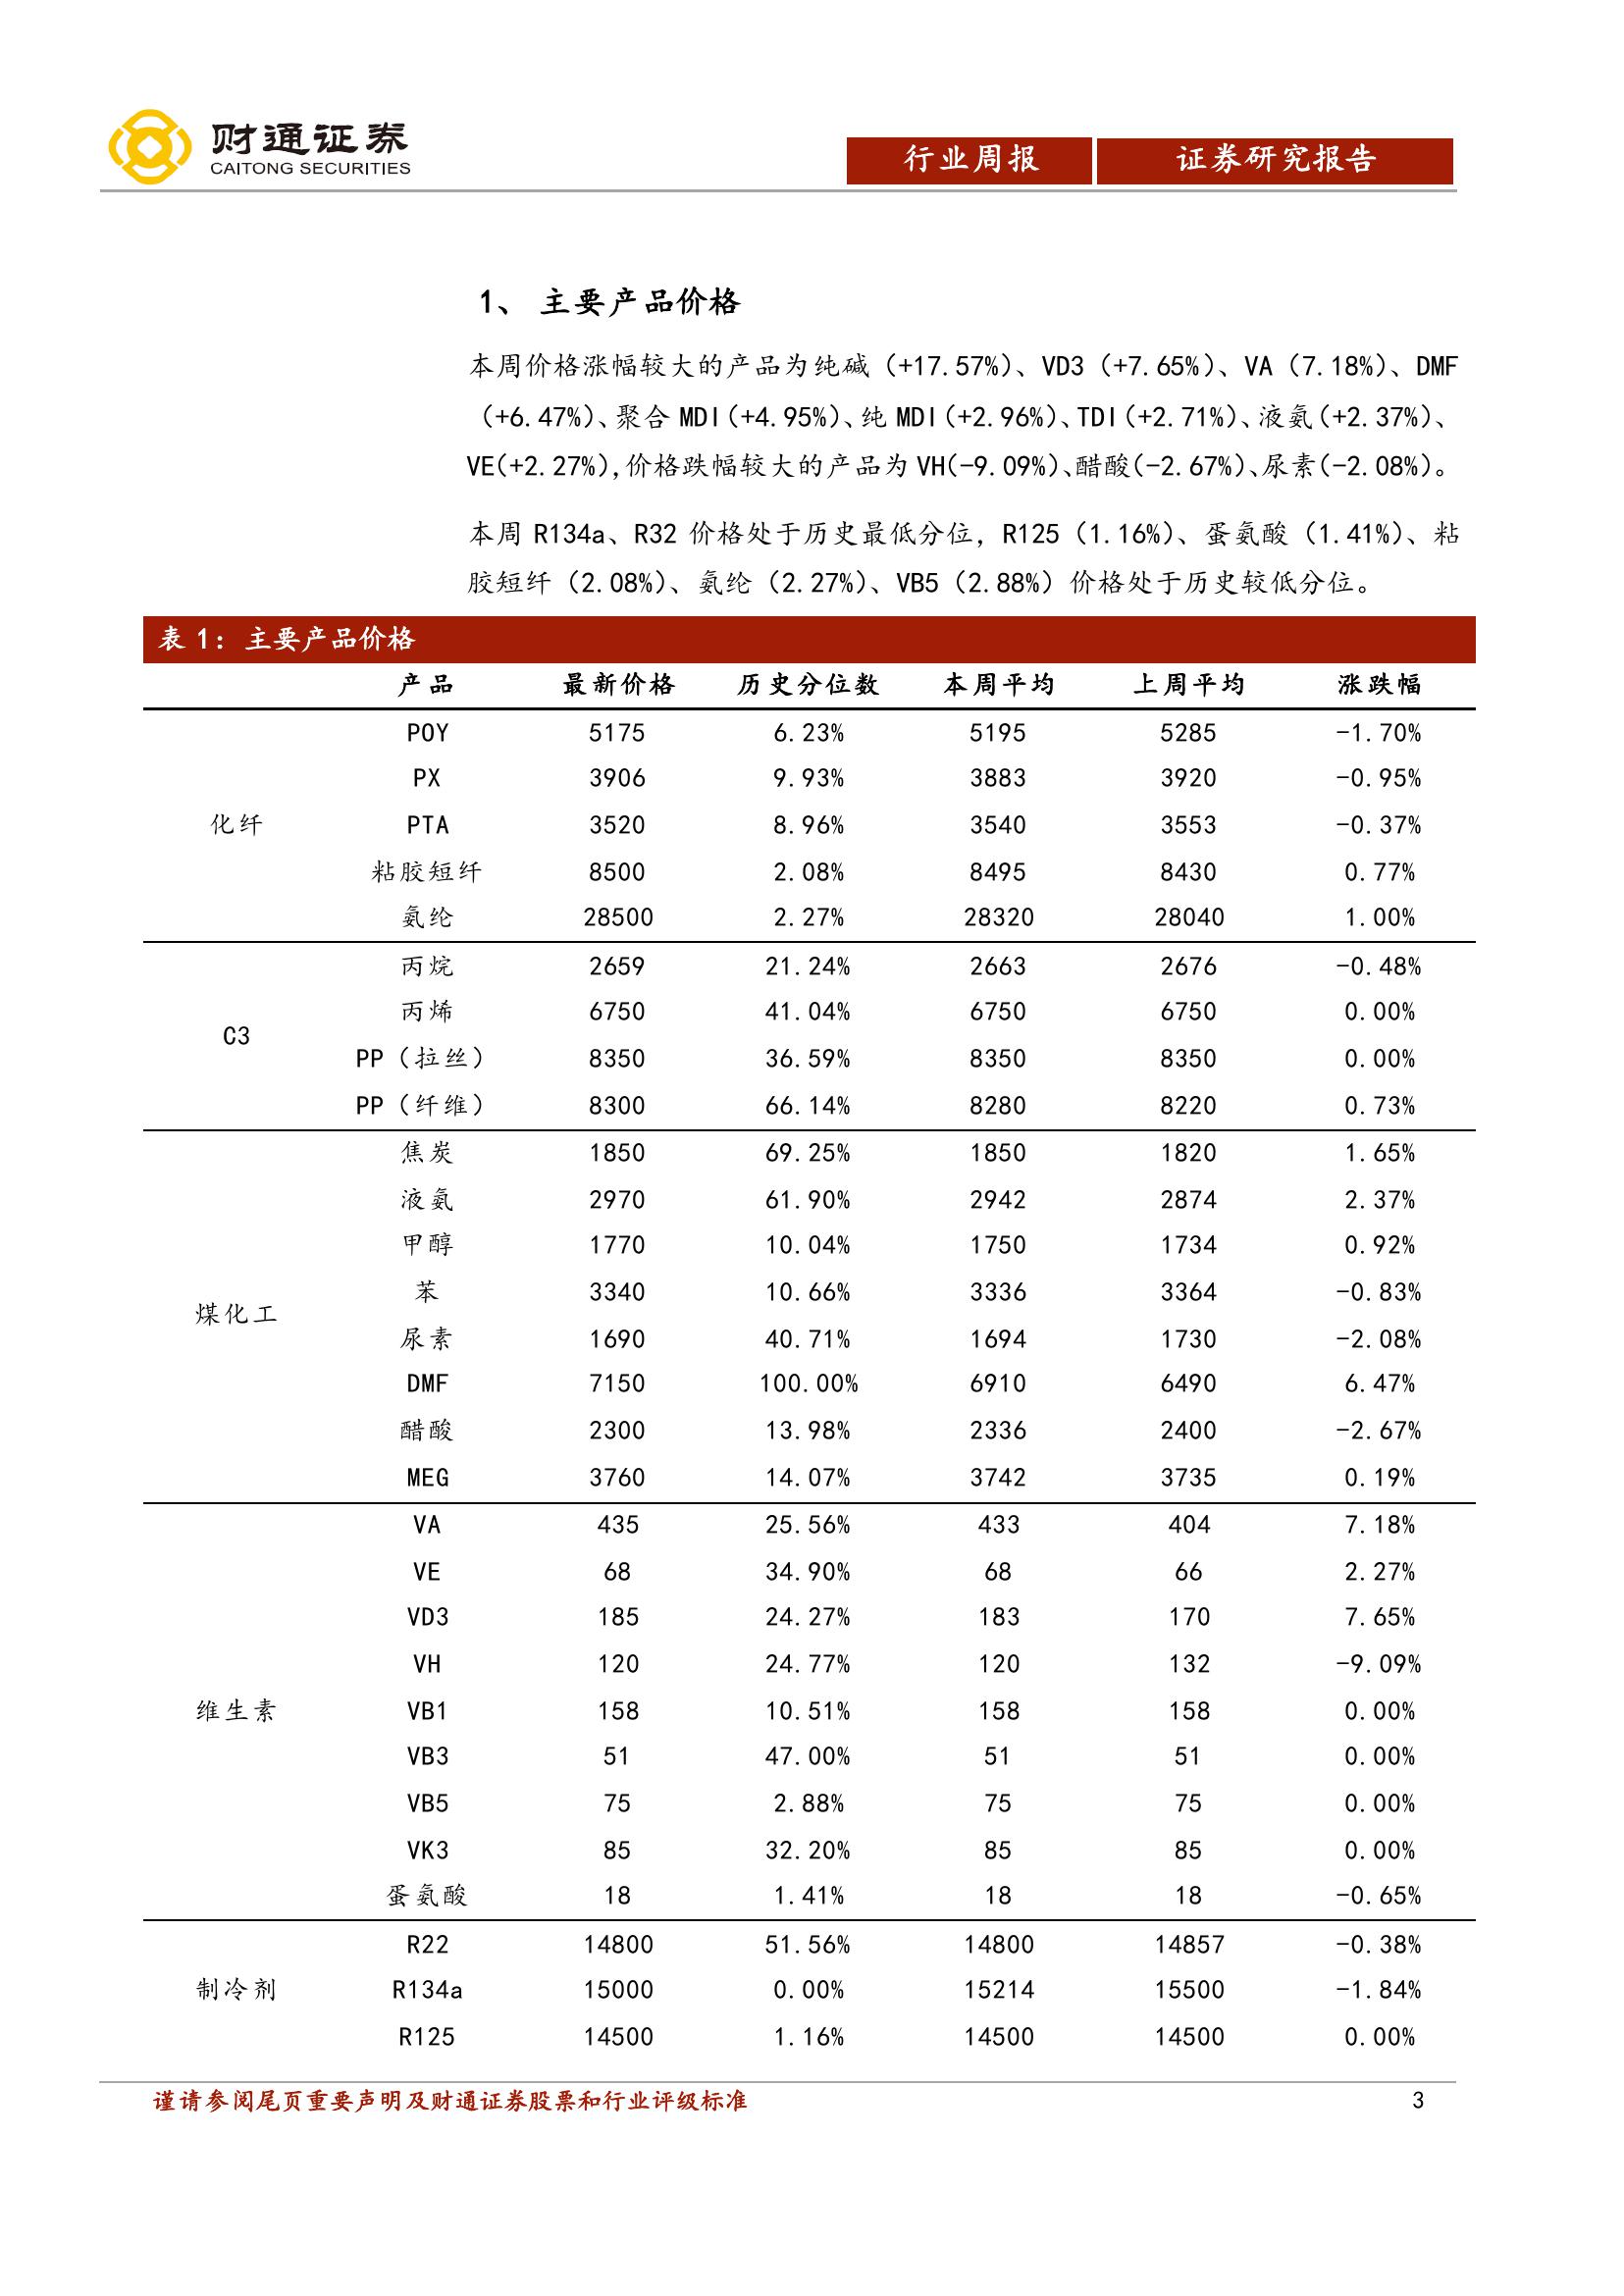 财通证券
CAITONG SECURITIES
行业周报 证券研究报告
1、 主要产品价格
本周价格涨幅较大的产品为纯碱（+17.57%）、VD3（+7.65%）、VA（7.18%）、DMF
（+6.47%）、聚合 MDI（+4.95%）、纯 MDI（+2.96%）、TDI（+2.71%）、液氨（+2.37%）、
VE（+2.27%），价格跌幅较大的产品为 VH（-9.09%）、醋酸（-2.67%）、尿素（-2.08%）。
本周 R134a、R32 价格处于历史最低分位，R125（1.16%）、蛋氨酸（1.41%）、粘
胶短纤（2.08%）、氨纶（2.27%）、VB5（2.88%）价格处于历史较低分位。
表 1：主要产品价格
产品 最新价格 历史分位数 本周平均 上周平均 涨跌幅
POY 5175 6.23% 5195 5285 -1.70%
PX 3906 9.93% 3883 3920 -0.95%
化纤 PTA 3520 8.96% 3540 3553 -0.37%
粘胶短纤 8500 2.08% 8495 8430 0.77%
氨纶 28500 2.27% 28320 28040 1.00%
丙烷 2659 21.24% 2663 2676 -0.48%
丙烯 6750 41.04% 6750 6750 0.00%
C3
PP（拉丝） 8350 36.59% 8350 8350 0.00%
PP（纤维） 8300 66.14% 8280 8220 0.73%
焦炭 1850 69.25% 1850 1820 1.65%
液氨 2970 61.90% 2942 2874 2.37%
甲醇 1770 10.04% 1750 1734 0.92%
苯 3340 10.66% 3336 3364 -0.83%
煤化工
尿素 1690 40.71% 1694 1730 -2.08%
DMF 7150 100.00% 6910 6490 6.47%
醋酸 2300 13.98% 2336 2400 -2.67%
MEG 3760 14.07% 3742 3735 0.19%
VA 435 25.56% 433 404 7.18%
VE 68 34.90% 68 66 2.27%
VD3 185 24.27% 183 170 7.65%
VH 120 24.77% 120 132 -9.09%
维生素 VB1 158 10.51% 158 158 0.00%
VB3 51 47.00% 51 51 0.00%
VB5 75 2.88% 75 75 0.00%
VK3 85 32.20% 85 85 0.00%
蛋氨酸 18 1.41% 18 18 -0.65%
R22 14800 51.56% 14800 14857 -0.38%
制冷剂 R134a 15000 0.00% 15214 15500 -1.84%
R125 14500 1.16% 14500 14500 0.00%
谨请参阅尾页重要声明及财通证券股票和行业评级标准 3